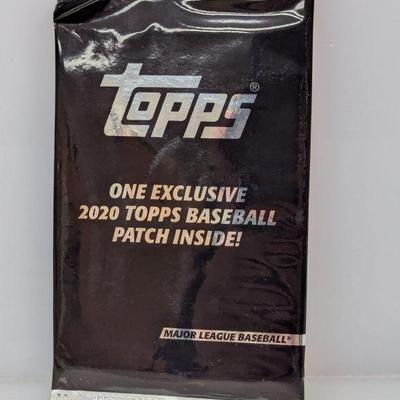 topps®
ONE EXCLUSIVE
2020 TOPPS BASEBALL
PATCH INSIDE!
MAJOR LEAGUE BASEBALL®